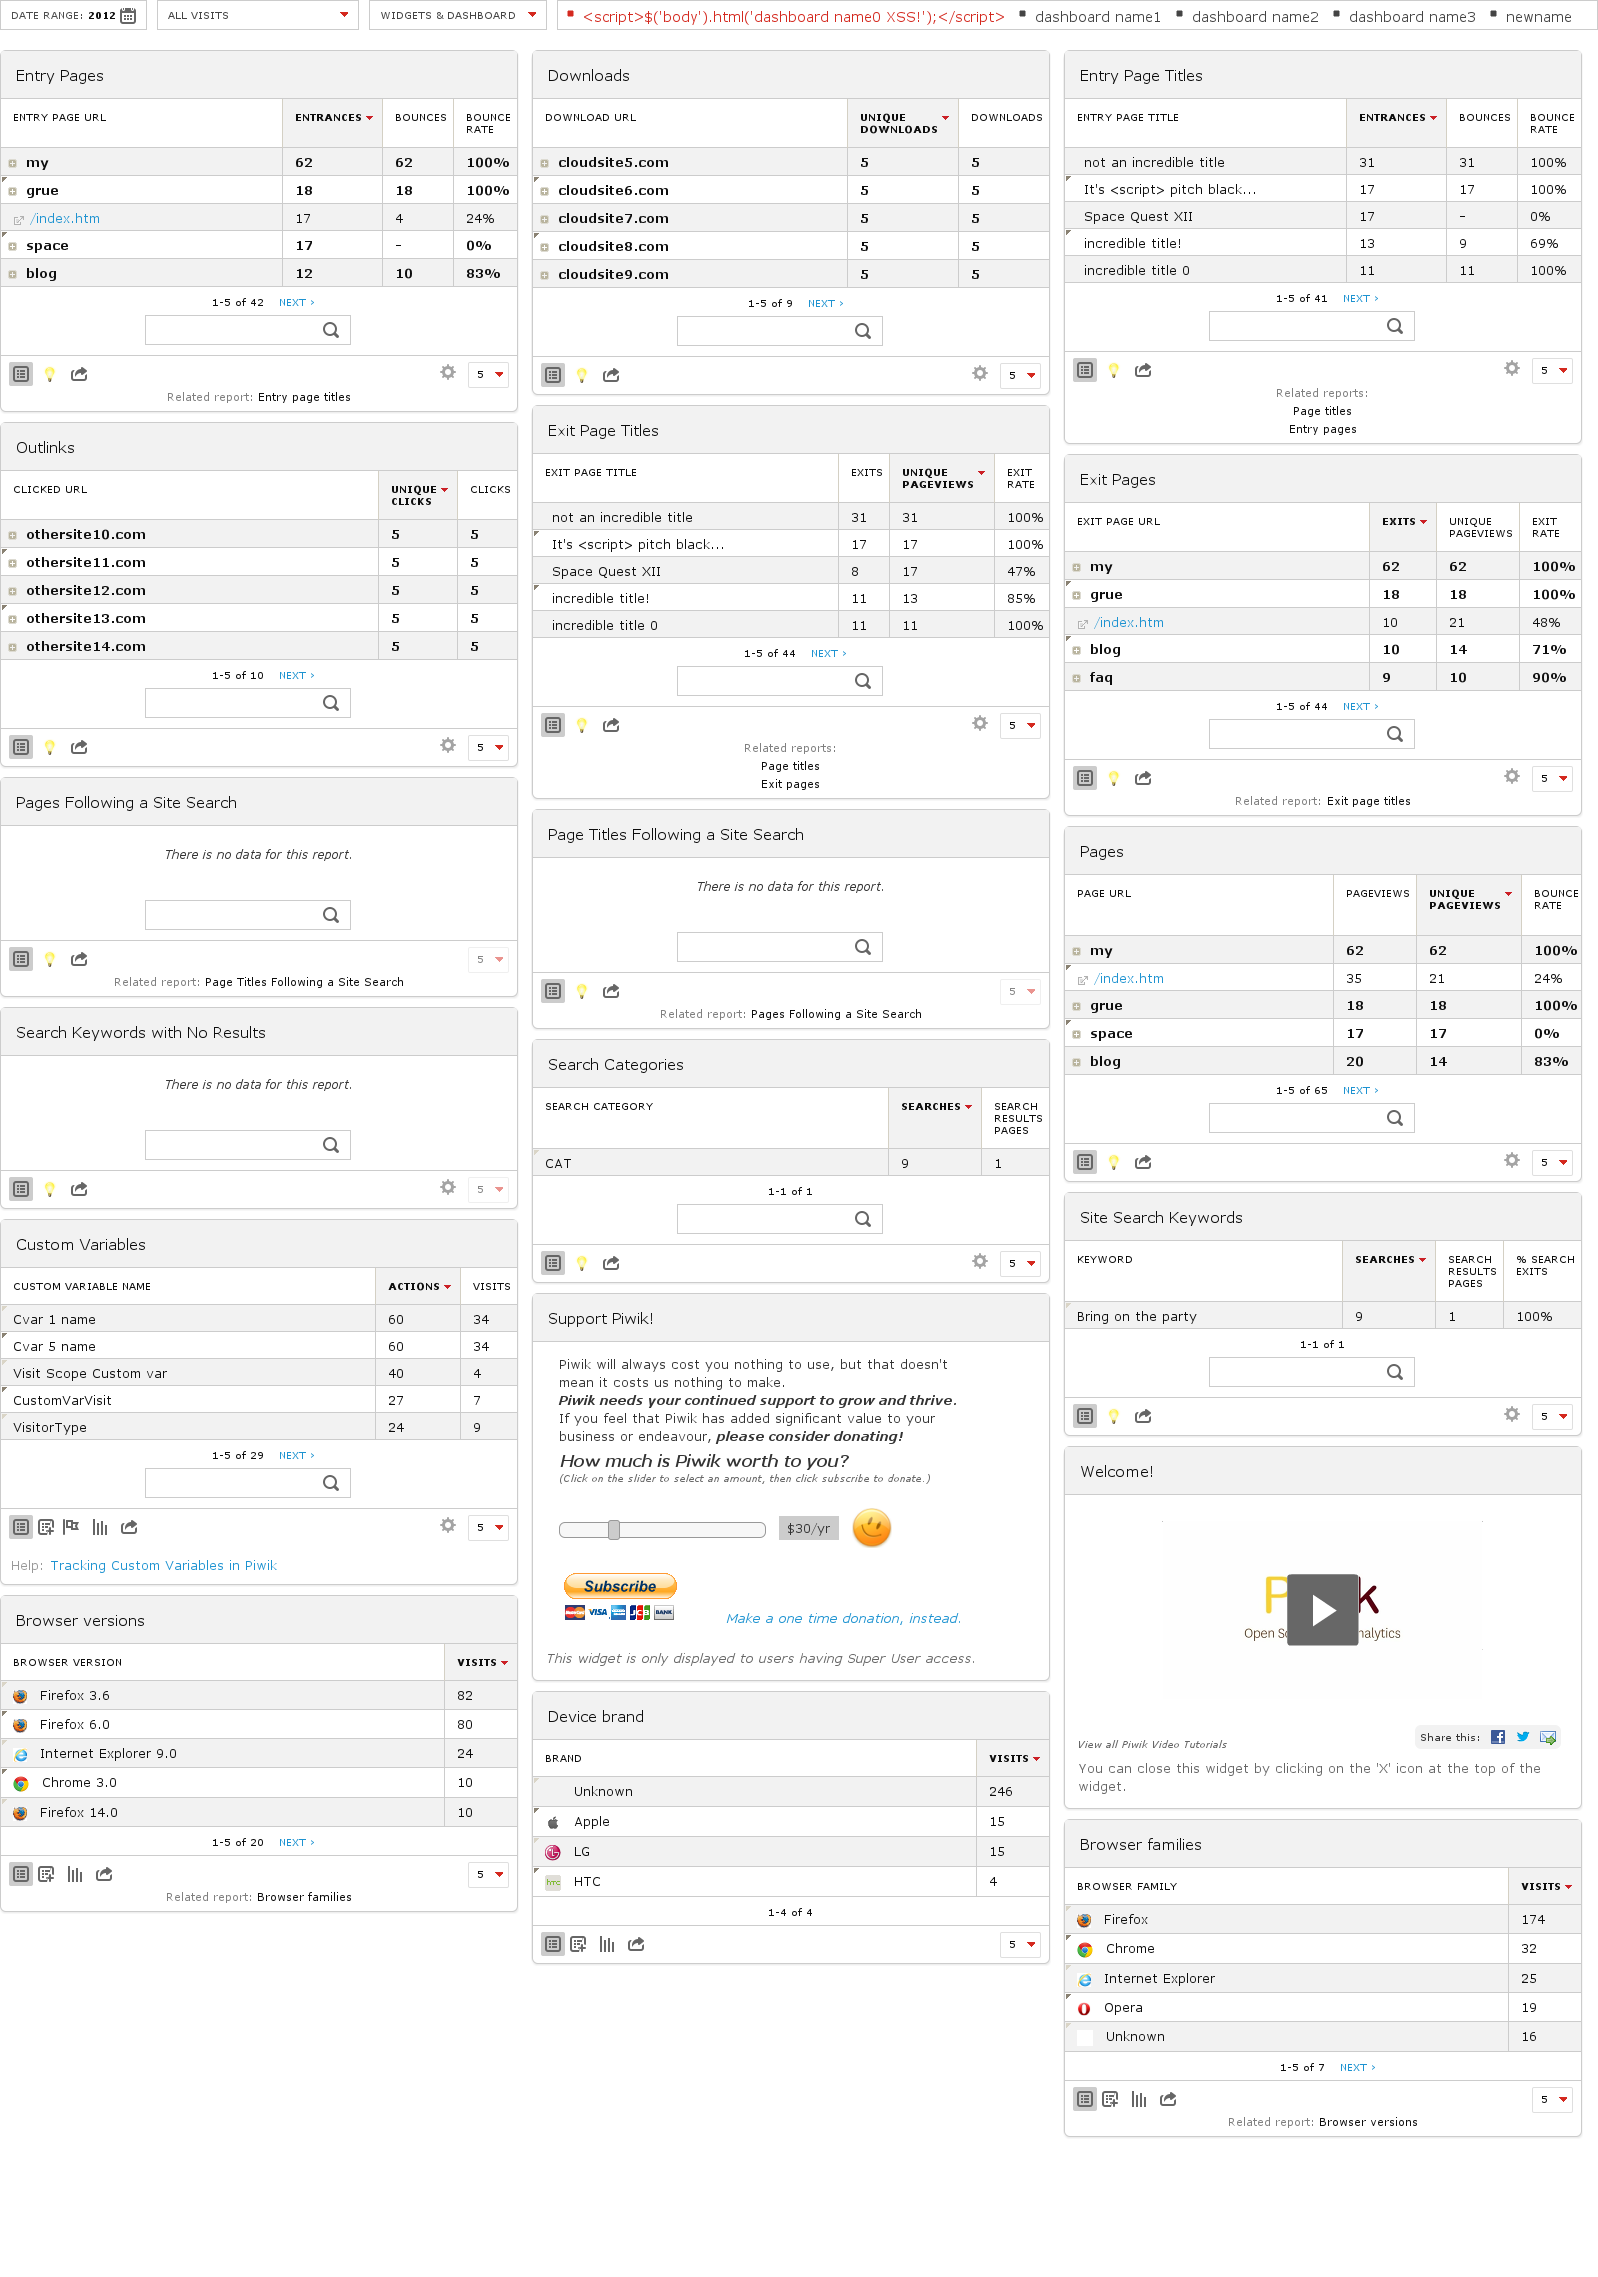 DATE RANGE: 2012
ALL VISITS
WIDGETS & DASHBOARD
<script>$('body').html('dashboard name0 XSS!');</script> dashboard name1 dashboard name2 dashboard name3 newname
Entry Pages
ENTRY PAGE URL ENTRANCES BOUNCES BOUNCE RATE
my 62 62 100%
grue 18 18 100%
/index.htm 17 4 24%
space 17 - 0%
blog 12 10 83%
1-5 of 42 NEXT ›
5
Related report: Entry page titles
Outlinks
CLICKED URL UNIQUE CLICKS CLICKS
othersite10.com 5 5
othersite11.com 5 5
othersite12.com 5 5
othersite13.com 5 5
othersite14.com 5 5
1-5 of 10 NEXT ›
5
Pages Following a Site Search
There is no data for this report.
5
Related report: Page Titles Following a Site Search
Search Keywords with No Results
There is no data for this report.
5
Custom Variables
CUSTOM VARIABLE NAME ACTIONS VISITS
Cvar 1 name 60 34
Cvar 5 name 60 34
Visit Scope Custom var 40 4
CustomVarVisit 27 7
VisitorType 24 9
1-5 of 29 NEXT ›
5
Help: Tracking Custom Variables in Piwik
Browser versions
BROWSER VERSION VISITS
Firefox 3.6 82
Firefox 6.0 80
Internet Explorer 9.0 24
Chrome 3.0 10
Firefox 14.0 10
1-5 of 20 NEXT ›
5
Related report: Browser families
Downloads
DOWNLOAD URL UNIQUE DOWNLOADS DOWNLOADS
cloudsite5.com 5 5
cloudsite6.com 5 5
cloudsite7.com 5 5
cloudsite8.com 5 5
cloudsite9.com 5 5
1-5 of 9 NEXT ›
5
Exit Page Titles
EXIT PAGE TITLE EXITS UNIQUE PAGEVIEWS EXIT RATE
not an incredible title 31 31 100%
It's <script> pitch black... 17 17 100%
Space Quest XII 8 17 47%
incredible title! 11 13 85%
incredible title 0 11 11 100%
1-5 of 44 NEXT ›
5
Related reports:
Page titles
Exit pages
Page Titles Following a Site Search
There is no data for this report.
5
Related report: Pages Following a Site Search
Search Categories
SEARCH CATEGORY SEARCHES SEARCH RESULTS PAGES
CAT 9 1
1-1 of 1
5
Support Piwik!
Piwik will always cost you nothing to use, but that doesn't
mean it costs us nothing to make.
Piwik needs your continued support to grow and thrive.
If you feel that Piwik has added significant value to your
business or endeavour, please consider donating!
How much is Piwik worth to you?
(Click on the slider to select an amount, then click subscribe to donate.)
$30/yr
Subscribe
VISA JCB BANK
Make a one time donation, instead.
This widget is only displayed to users having Super User access.
Device brand
BRAND VISITS
Unknown 246
Apple 15
LG 15
hTC HTC 4
1-4 of 4
5
Entry Page Titles
ENTRY PAGE TITLE ENTRANCES BOUNCES BOUNCE RATE
not an incredible title 31 31 100%
It's <script> pitch black... 17 17 100%
Space Quest XII 17 - 0%
incredible title! 13 9 69%
incredible title 0 11 11 100%
1-5 of 41 NEXT ›
5
Related reports:
Page titles
Entry pages
Exit Pages
EXIT PAGE URL EXITS UNIQUE PAGEVIEWS EXIT RATE
my 62 62 100%
grue 18 18 100%
/index.htm 10 21 48%
blog 10 14 71%
faq 9 10 90%
1-5 of 44 NEXT ›
5
Related report: Exit page titles
Pages
PAGE URL PAGEVIEWS UNIQUE PAGEVIEWS BOUNCE RATE
my 62 62 100%
/index.htm 35 21 24%
grue 18 18 100%
space 17 17 0%
blog 20 14 83%
1-5 of 65 NEXT ›
5
Site Search Keywords
KEYWORD SEARCHES SEARCH RESULTS PAGES % SEARCH EXITS
Bring on the party 9 1 100%
1-1 of 1
5
Welcome!
P k
Open So nalytics
View all Piwik Video Tutorials
Share this:
You can close this widget by clicking on the 'X' icon at the top of the
widget.
Browser families
BROWSER FAMILY VISITS
Firefox 174
Chrome 32
Internet Explorer 25
Opera 19
Unknown 16
1-5 of 7 NEXT ›
5
Related report: Browser versions